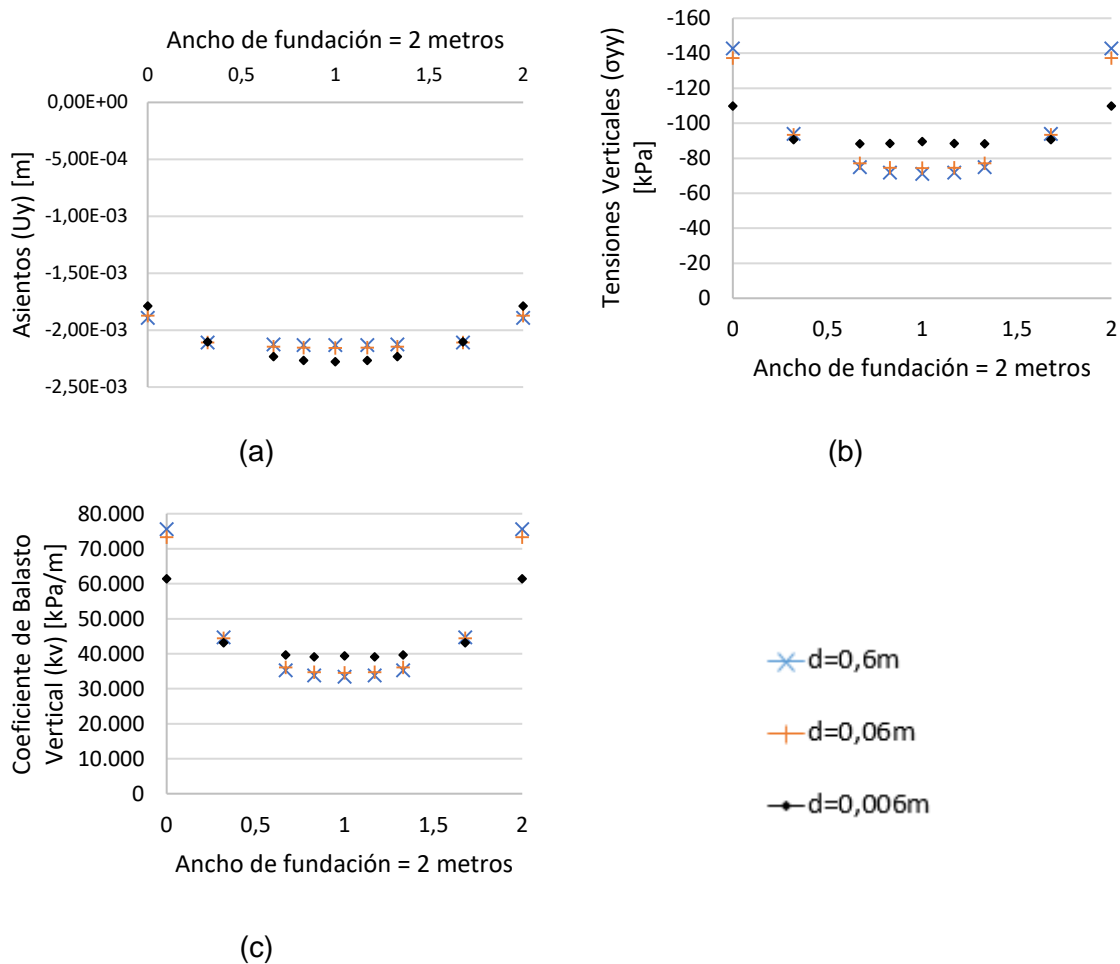 Ancho de fundación = 2 metros
0 0,5 1 1,5 2
0,00E+00
-5,00E-04
-1,00E-03
-1,50E-03
-2,00E-03
-2,50E-03
Asientos (Uy) [m]
(a)
-160
-140
-120
-100
-80
-60
-40
-20
0
Tensiones Verticales (σyy)
[kPa]
0 0,5 1 1,5 2
Ancho de fundación = 2 metros
(b)
80.000
70.000
60.000
50.000
40.000
30.000
20.000
10.000
0
Coeficiente de Balasto
Vertical (kv) [kPa/m]
0 0,5 1 1,5 2
Ancho de fundación = 2 metros
(c)
d=0,6m
d=0,06m
d=0,006m